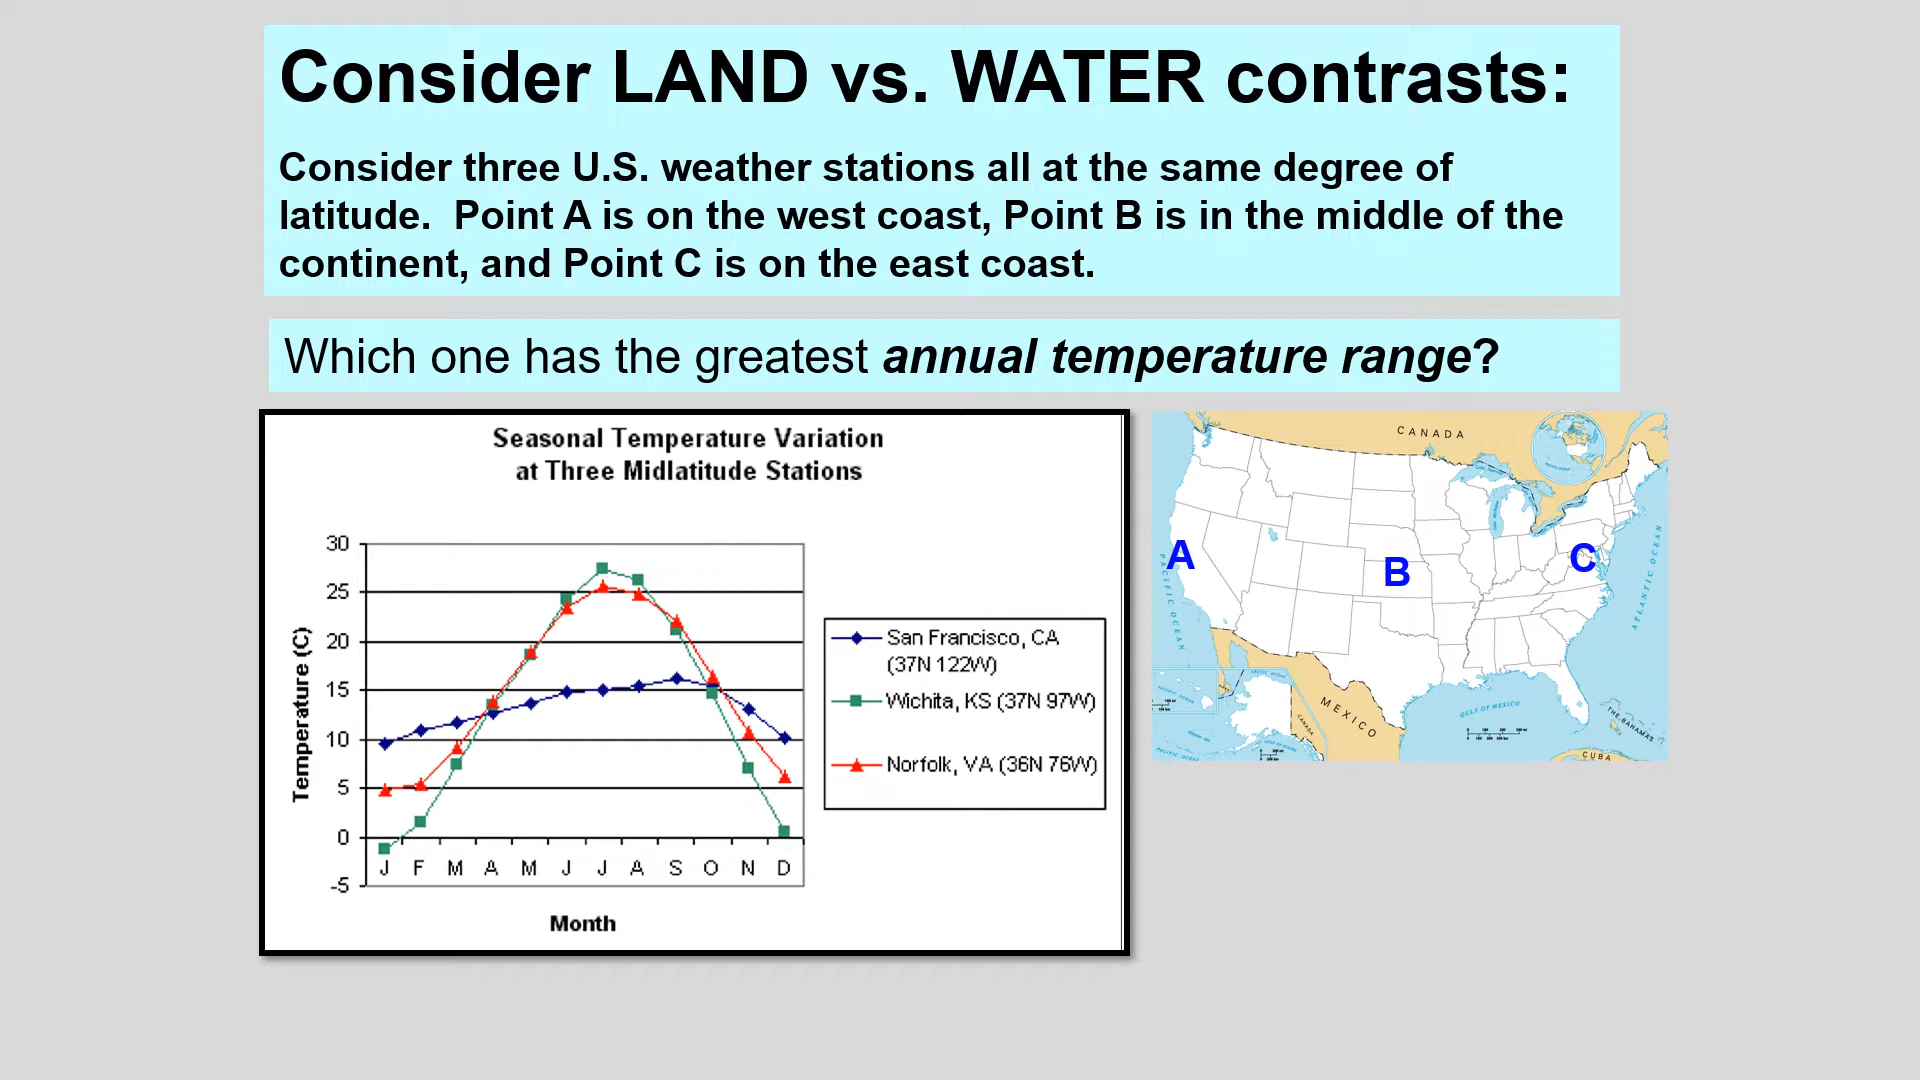 Consider LAND vs. WATER contrasts:
Consider three U.S. weather stations all at the same degree of
latitude.  Point A is on the west coast, Point B is in the middle of the
continent, and Point C is on the east coast.
Which one has the greatest annual temperature range?
Seasonal Temperature Variation
at Three Midlatitude Stations
30
25
20
15
10
5
0
-5
Temperature (C)
J F M A M J J A S O N D
Month
San Francisco, CA
(37N 122W)
Wichita, KS (37N 97W)
Norfolk, VA (36N 76W)
CANADA
A
B
C
PACIFIC OCEAN
ATLANTIC OCEAN
MEXICO
GULF OF MEXICO
THE BAHAMAS
CUBA
CANADA